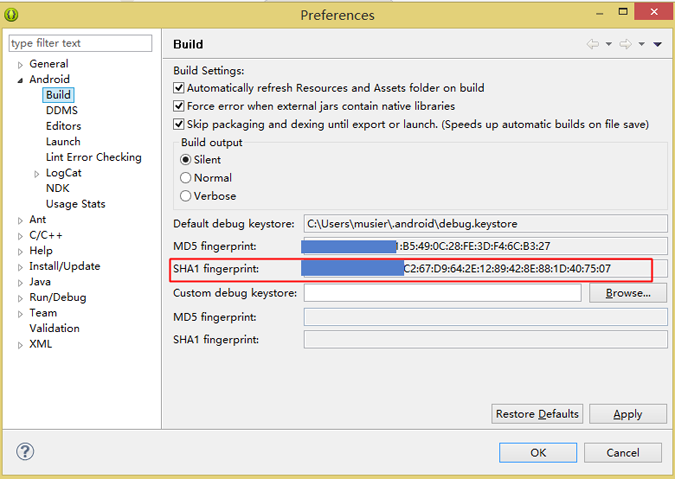 Preferences
type filter text
General
Android
Build
DDMS
Editors
Launch
Lint Error Checking
LogCat
NDK
Usage Stats
Ant
C/C++
Help
Install/Update
Java
Run/Debug
Team
Validation
XML
Build
Build Settings:
Automatically refresh Resources and Assets folder on build
Force error when external jars contain native libraries
Skip packaging and dexing until export or launch. (Speeds up automatic builds on file save)
Build output
Silent
Normal
Verbose
Default debug keystore: C:\Users\musier\.android\debug.keystore
MD5 fingerprint: :B5:49:0C:28:FE:3D:F4:6C:B3:27
SHA1 fingerprint: C2:67:D9:64:2E:12:89:42:8E:88:1D:40:75:07
Custom debug keystore: Browse...
MD5 fingerprint:
SHA1 fingerprint:
Restore Defaults Apply
OK Cancel